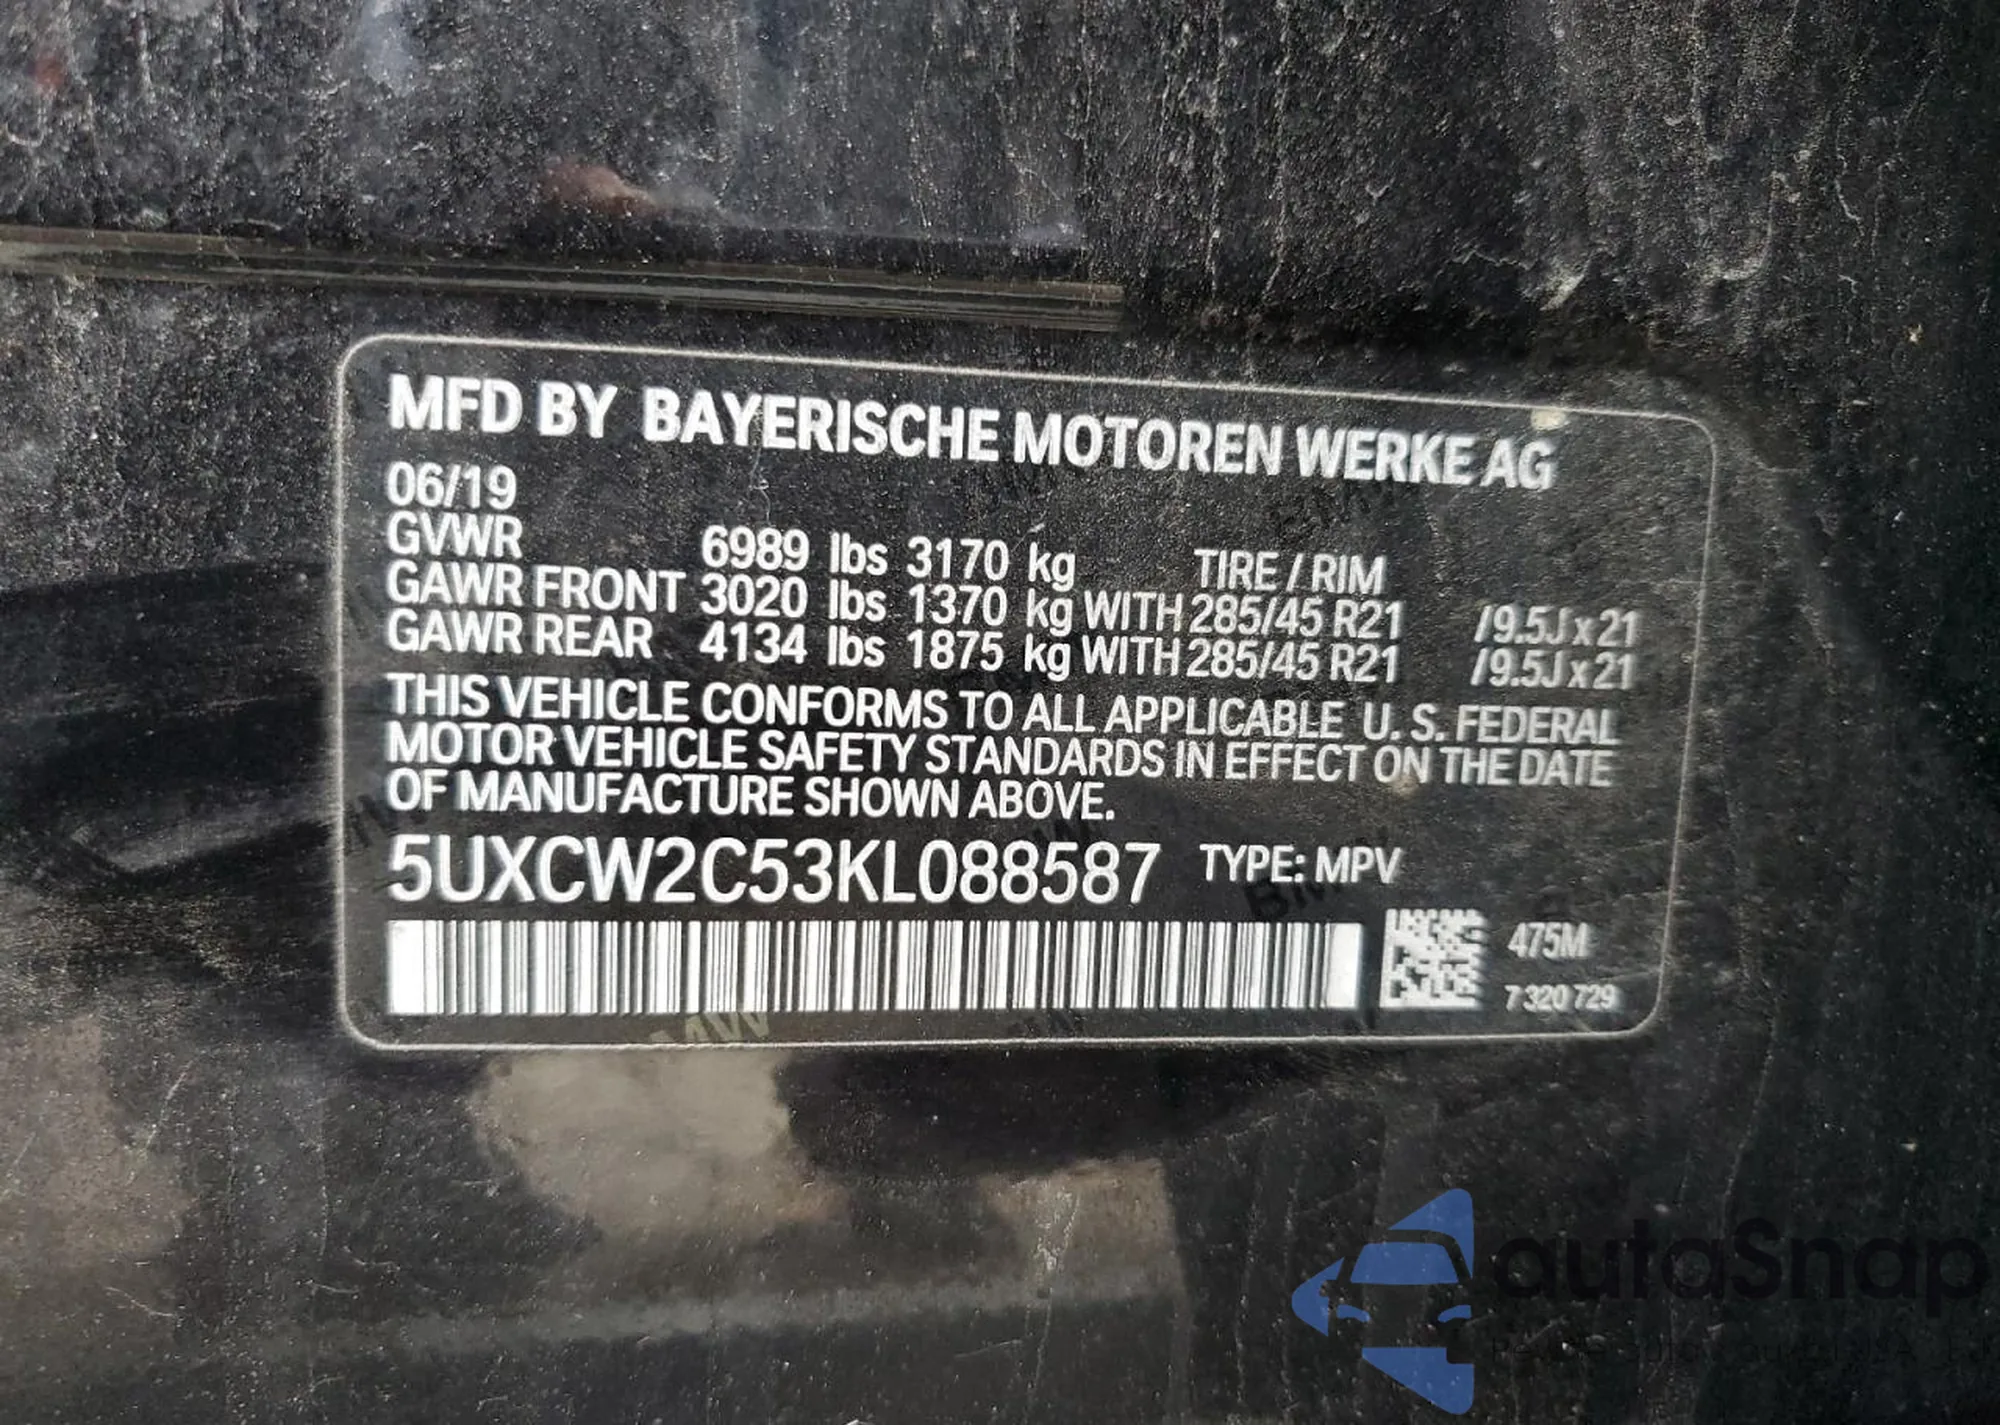 MFD BY BAYERISCHE MOTOREN WERKE AG
06/19
GVWR 6989 lbs 3170 kg TIRE / RIM
GAWR FRONT 3020 lbs 1370 kg WITH 285/45 R21 /9.5J x 21
GAWR REAR 4134 lbs 1875 kg WITH 285/45 R21 /9.5J x 21
THIS VEHICLE CONFORMS TO ALL APPLICABLE U. S. FEDERAL
MOTOR VEHICLE SAFETY STANDARDS IN EFFECT ON THE DATE
OF MANUFACTURE SHOWN ABOVE.
5UXCW2C53KL088587 TYPE: MPV
475M
7 320 729
autoSnap